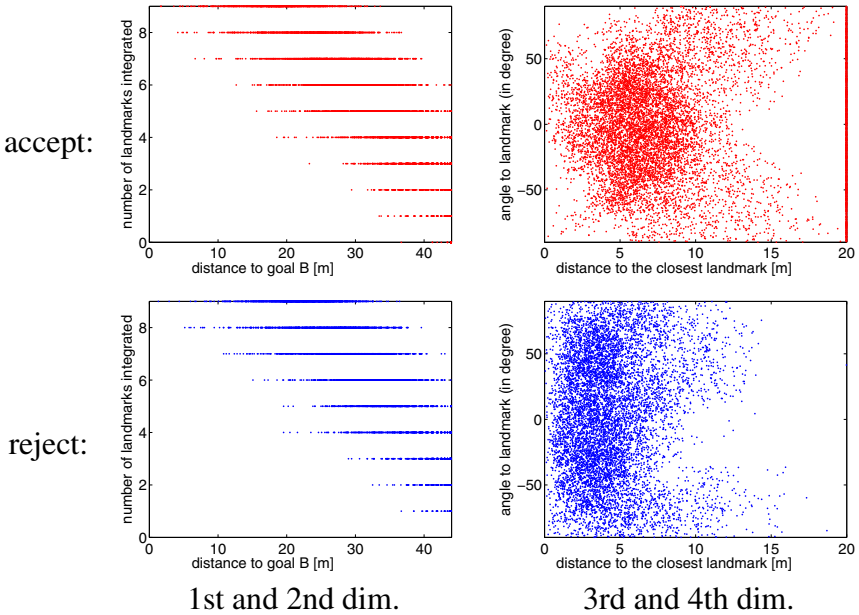 accept:
number of landmarks integrated
8
6
4
2
0
0 10 20 30 40
distance to goal B [m]
angle to landmark (in degree)
50
0
−50
0 5 10 15 20
distance to the closest landmark [m]
reject:
number of landmarks integrated
8
6
4
2
0
0 10 20 30 40
distance to goal B [m]
angle to landmark (in degree)
50
0
−50
0 5 10 15 20
distance to the closest landmark [m]
1st and 2nd dim.
3rd and 4th dim.